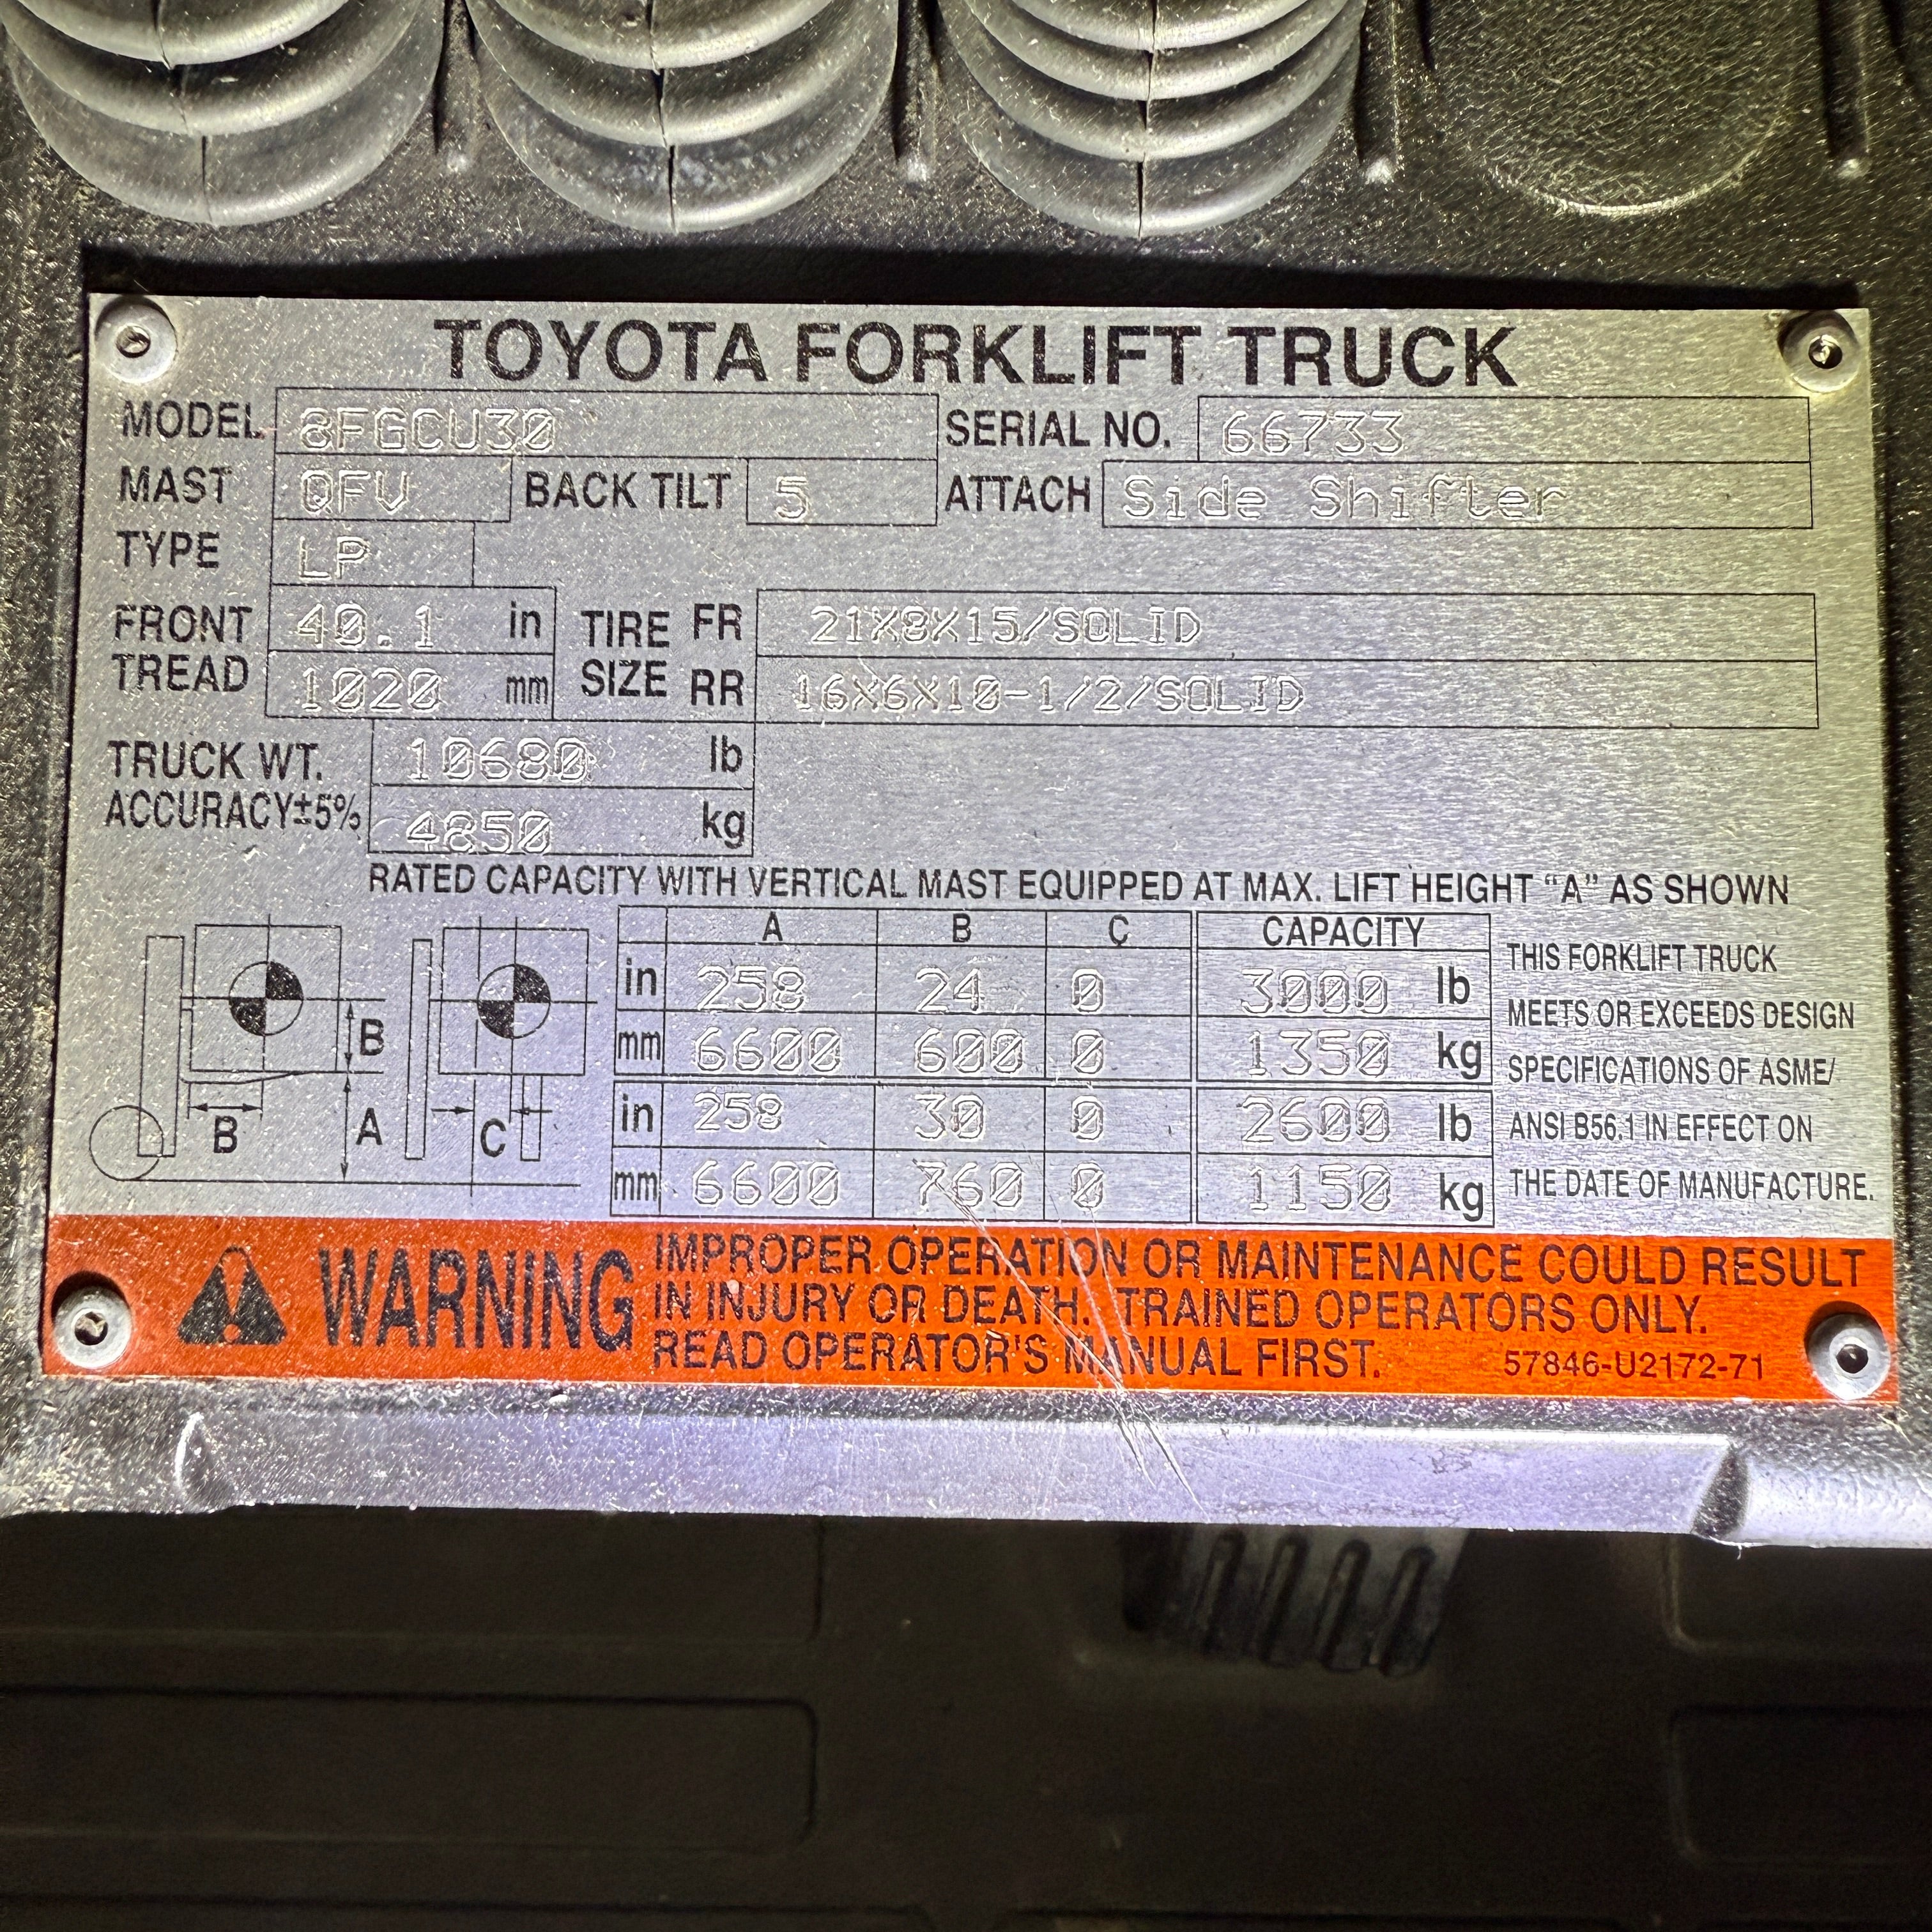 TOYOTA FORKLIFT TRUCK
MODEL 8FGCU30 SERIAL NO. 66733
MAST QFV BACK TILT 5 ATTACH Side Shifter
TYPE LP
FRONT TREAD 40.1 in TIRE SIZE FR 21X8X15/SOLID
1020 mm RR 16X6X10-1/2/SOLID
TRUCK WT. 10680 lb
ACCURACY±5% 4850 kg
RATED CAPACITY WITH VERTICAL MAST EQUIPPED AT MAX. LIFT HEIGHT “A” AS SHOWN
A B C CAPACITY
in 258 24 0 3000 lb
mm 6600 600 0 1350 kg
in 258 30 0 2600 lb
mm 6600 760 0 1150 kg
B
B A C
THIS FORKLIFT TRUCK
MEETS OR EXCEEDS DESIGN
SPECIFICATIONS OF ASME/
ANSI B56.1 IN EFFECT ON
THE DATE OF MANUFACTURE.
WARNING
IMPROPER OPERATION OR MAINTENANCE COULD RESULT
IN INJURY OR DEATH. TRAINED OPERATORS ONLY.
READ OPERATOR'S MANUAL FIRST. 57846-U2172-71